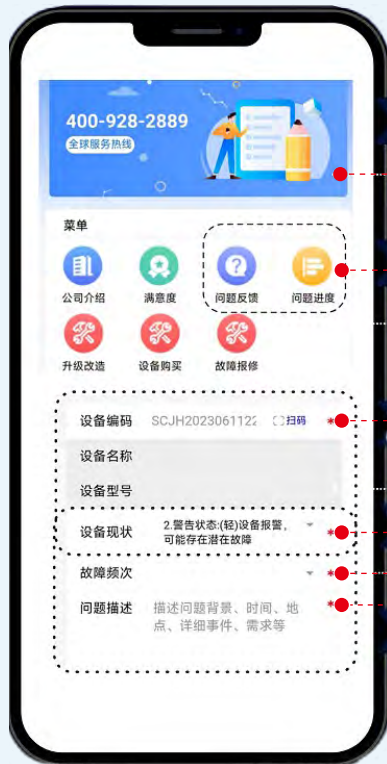 400-928-2889
全球服务热线
菜单
公司介绍 满意度 问题反馈 问题进度
升级改造 设备购买 故障报修
设备编码 SCJH2023061122 扫码 *
设备名称
设备型号
设备现状 2.警告状态:(轻)设备报警, *
可能存在潜在故障
故障频次 *
问题描述 描述问题背景、时间、地 *
点、详细事件、需求等